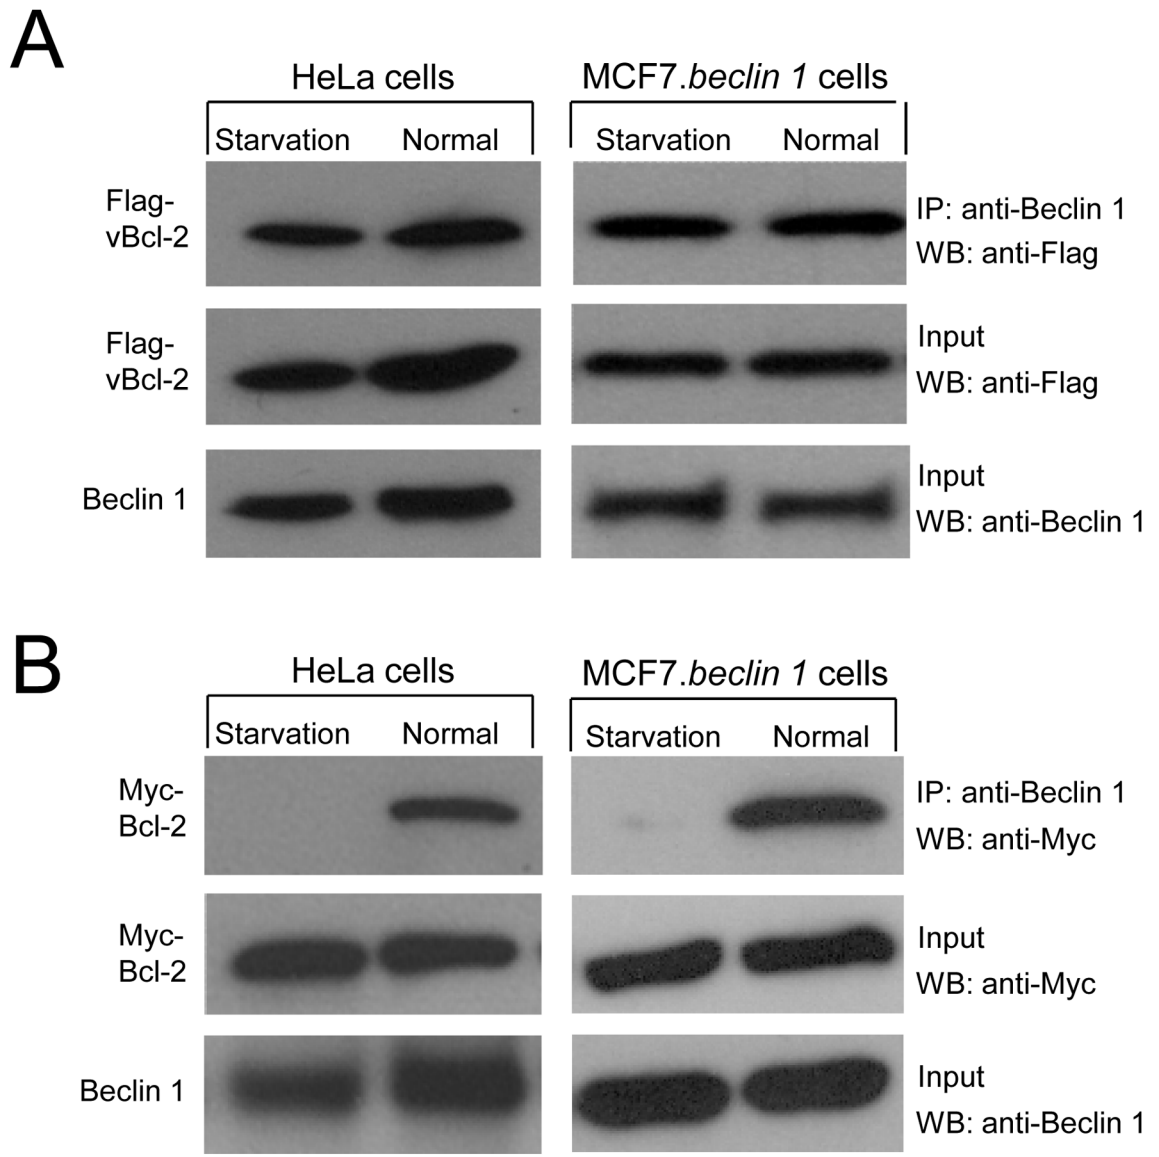 A
HeLa cells
MCF7.beclin 1 cells
Starvation
Normal
Starvation
Normal
Flag-
vBcl-2
IP: anti-Beclin 1
WB: anti-Flag
Flag-
vBcl-2
Input
WB: anti-Flag
Beclin 1
Input
WB: anti-Beclin 1
B
HeLa cells
MCF7.beclin 1 cells
Starvation
Normal
Starvation
Normal
Myc-
Bcl-2
IP: anti-Beclin 1
WB: anti-Myc
Myc-
Bcl-2
Input
WB: anti-Myc
Beclin 1
Input
WB: anti-Beclin 1